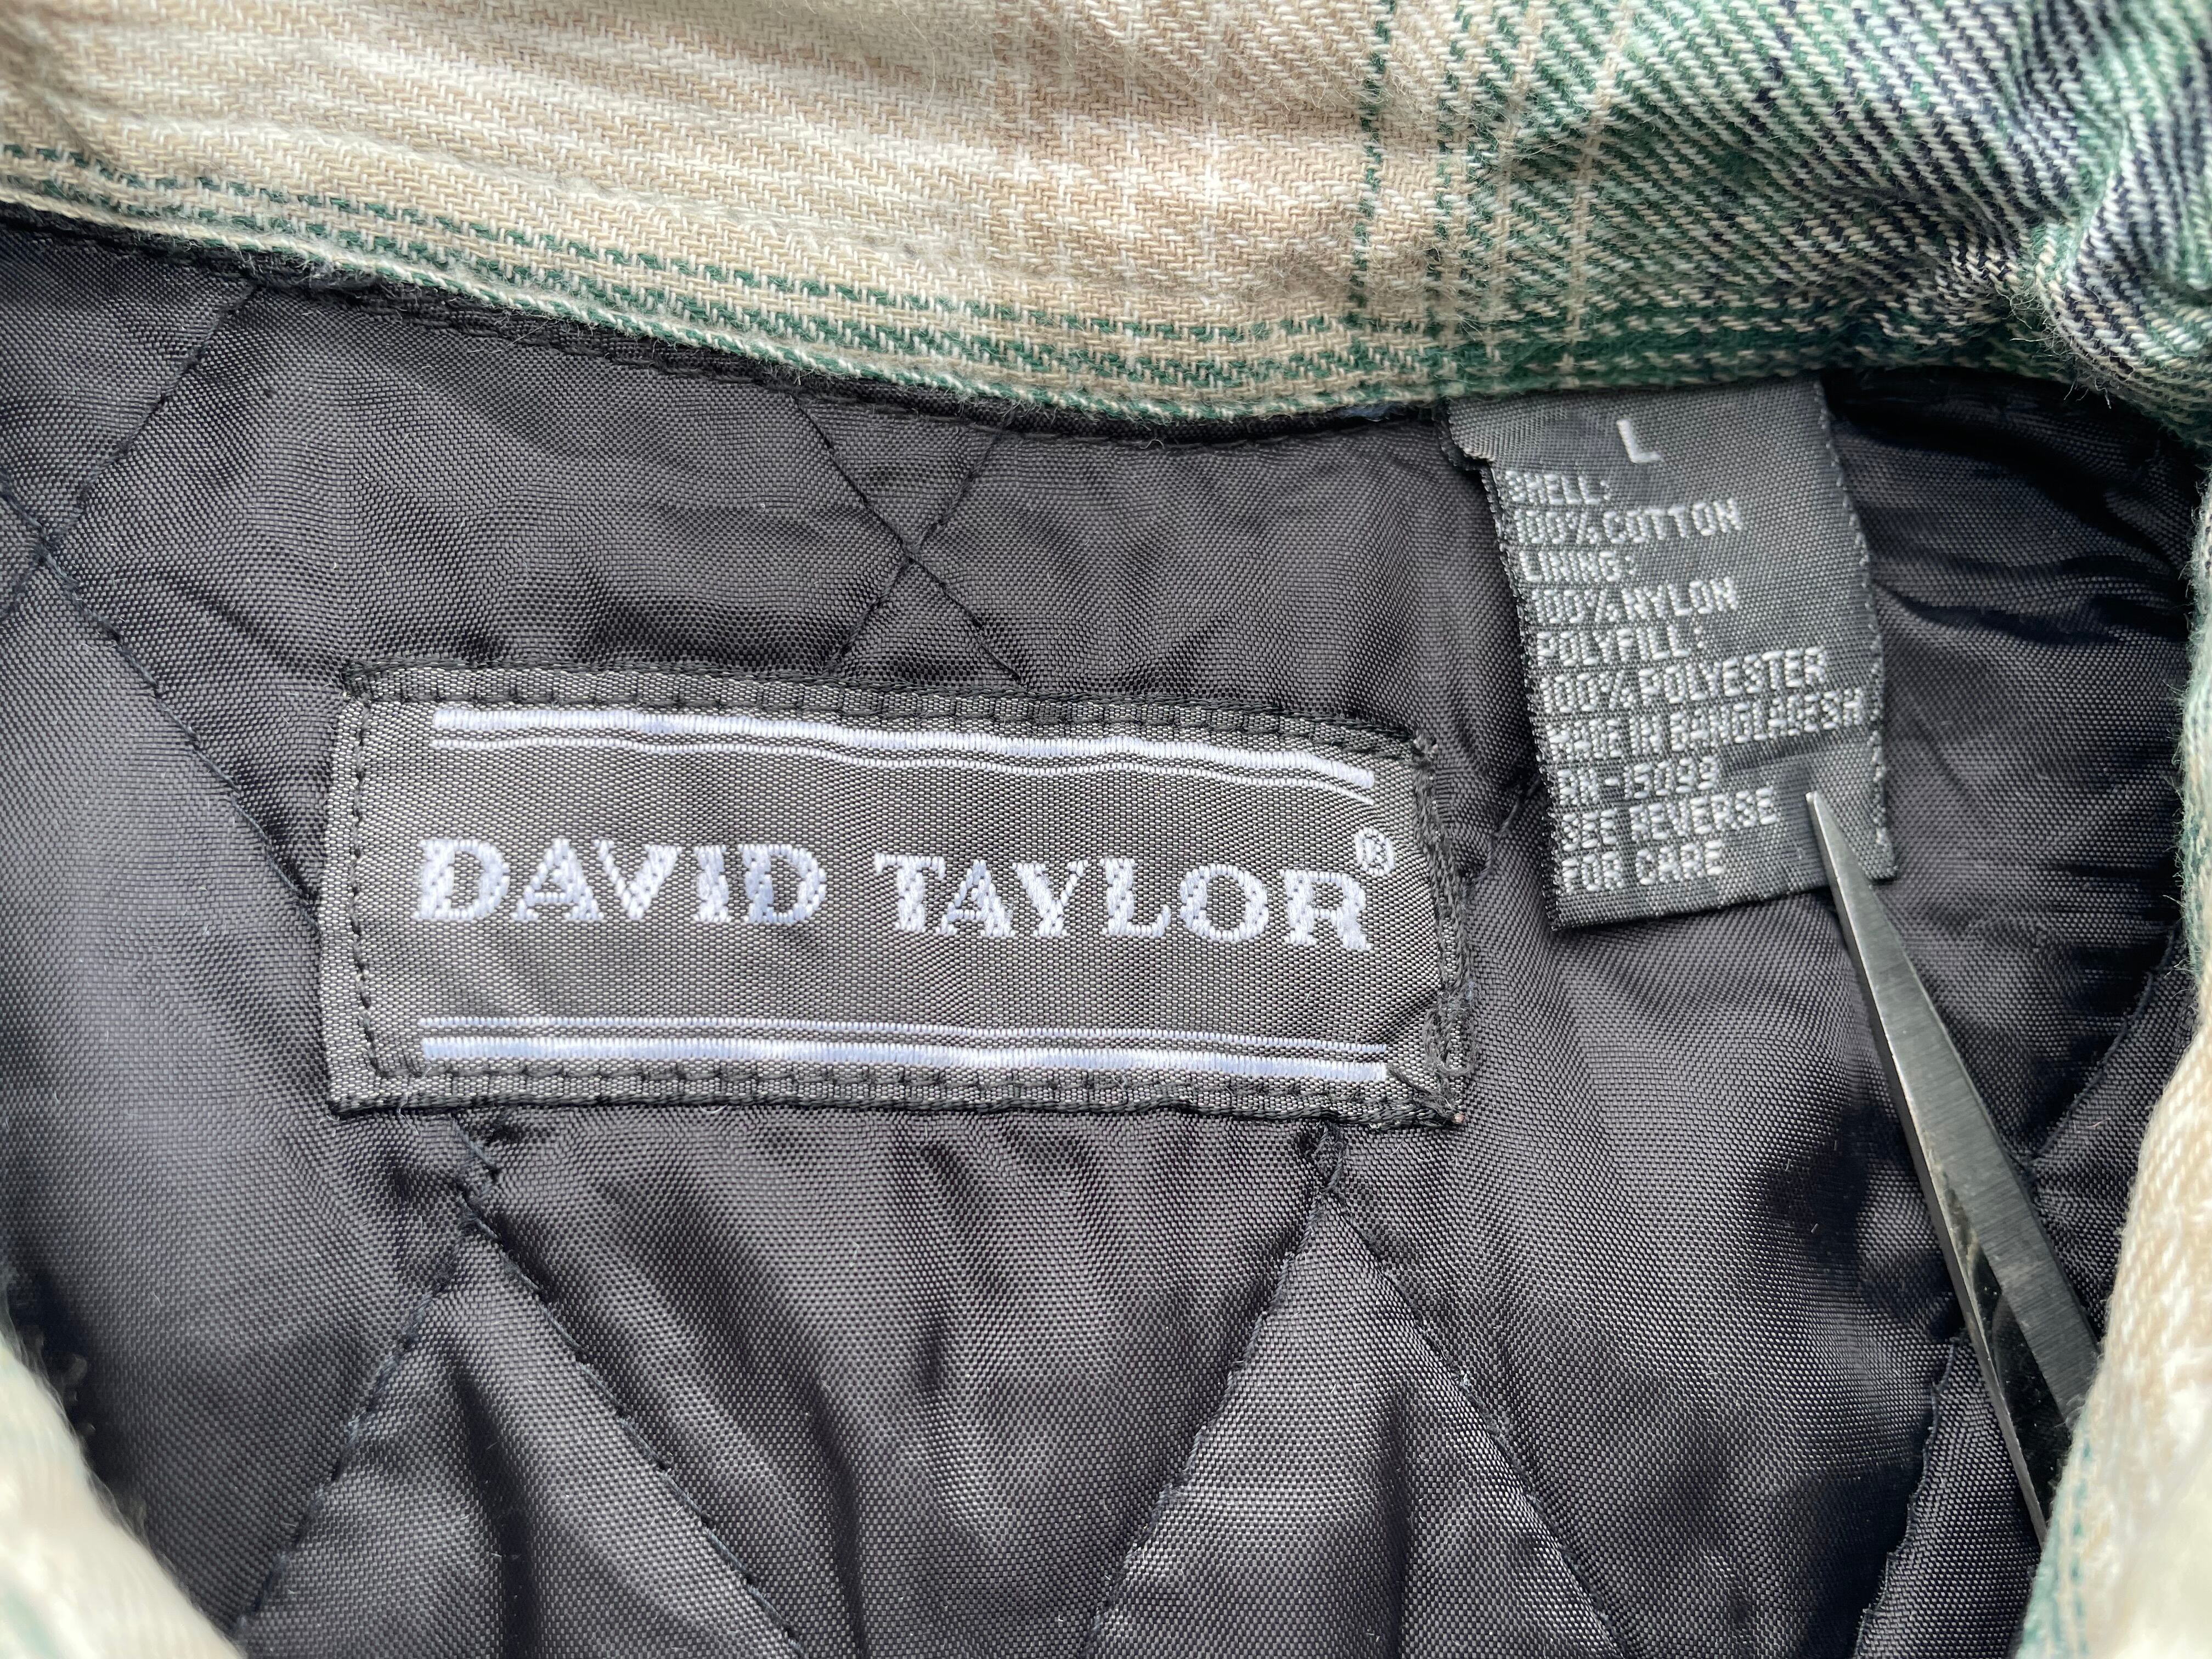 DAVID TAYLOR®
L
SHELL:
100% COTTON
LINING:
100% NYLON
POLYFILL:
100% POLYESTER
MADE IN BANGLADESH
RN-15099
SEE REVERSE
FOR CARE